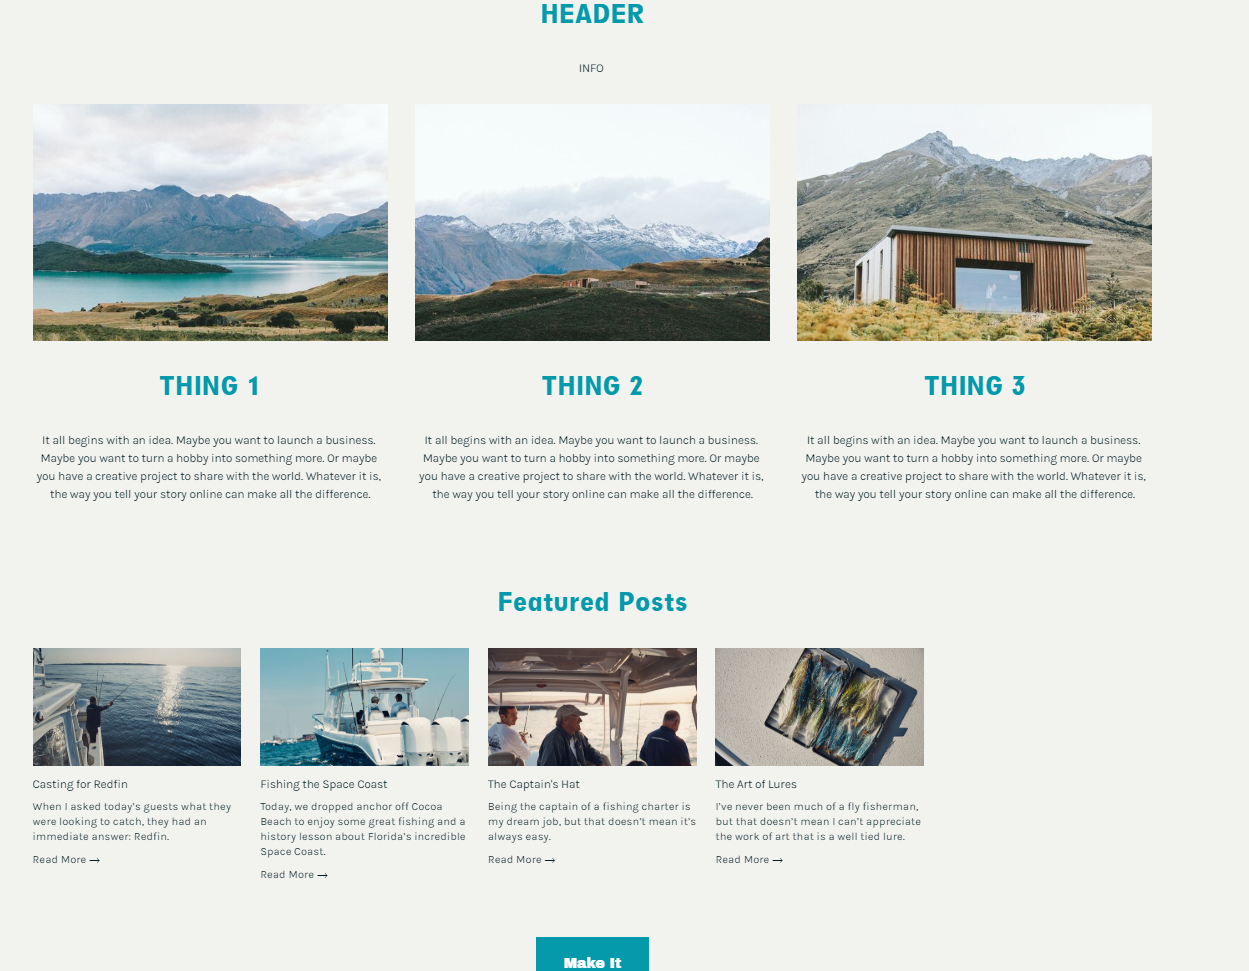 HEADER
INFO
THING 1
It all begins with an idea. Maybe you want to launch a business.
Maybe you want to turn a hobby into something more. Or maybe
you have a creative project to share with the world. Whatever it is,
the way you tell your story online can make all the difference.
THING 2
It all begins with an idea. Maybe you want to launch a business.
Maybe you want to turn a hobby into something more. Or maybe
you have a creative project to share with the world. Whatever it is,
the way you tell your story online can make all the difference.
THING 3
It all begins with an idea. Maybe you want to launch a business.
Maybe you want to turn a hobby into something more. Or maybe
you have a creative project to share with the world. Whatever it is,
the way you tell your story online can make all the difference.
Featured Posts
Casting for Redfin
When I asked today’s guests what they
were looking to catch, they had an
immediate answer: Redfin.
Read More →
Fishing the Space Coast
Today, we dropped anchor off Cocoa
Beach to enjoy some great fishing and a
history lesson about Florida’s incredible
Space Coast.
Read More →
The Captain's Hat
Being the captain of a fishing charter is
my dream job, but that doesn’t mean it’s
always easy.
Read More →
The Art of Lures
I’ve never been much of a fly fisherman,
but that doesn’t mean I can’t appreciate
the work of art that is a well tied lure.
Read More →
Make It